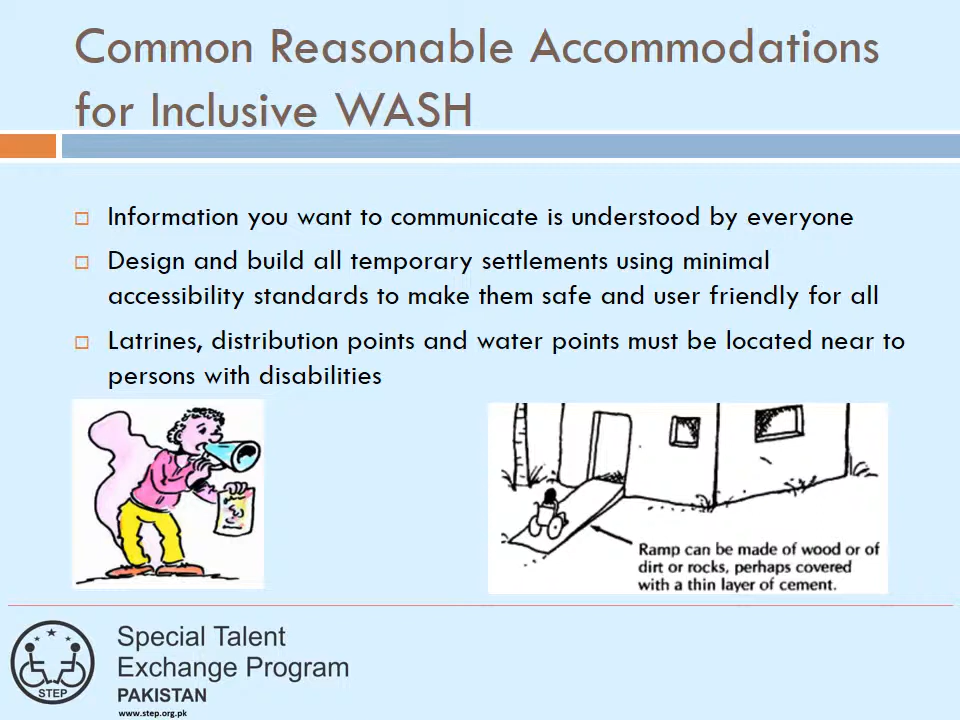 Common Reasonable Accommodations
for Inclusive WASH
Information you want to communicate is understood by everyone
Design and build all temporary settlements using minimal
accessibility standards to make them safe and user friendly for all
Latrines, distribution points and water points must be located near to
persons with disabilities
Ramp can be made of wood or of
dirt or rocks, perhaps covered
with a thin layer of cement.
STEP
Special Talent
Exchange Program
PAKISTAN
www.step.org.pk